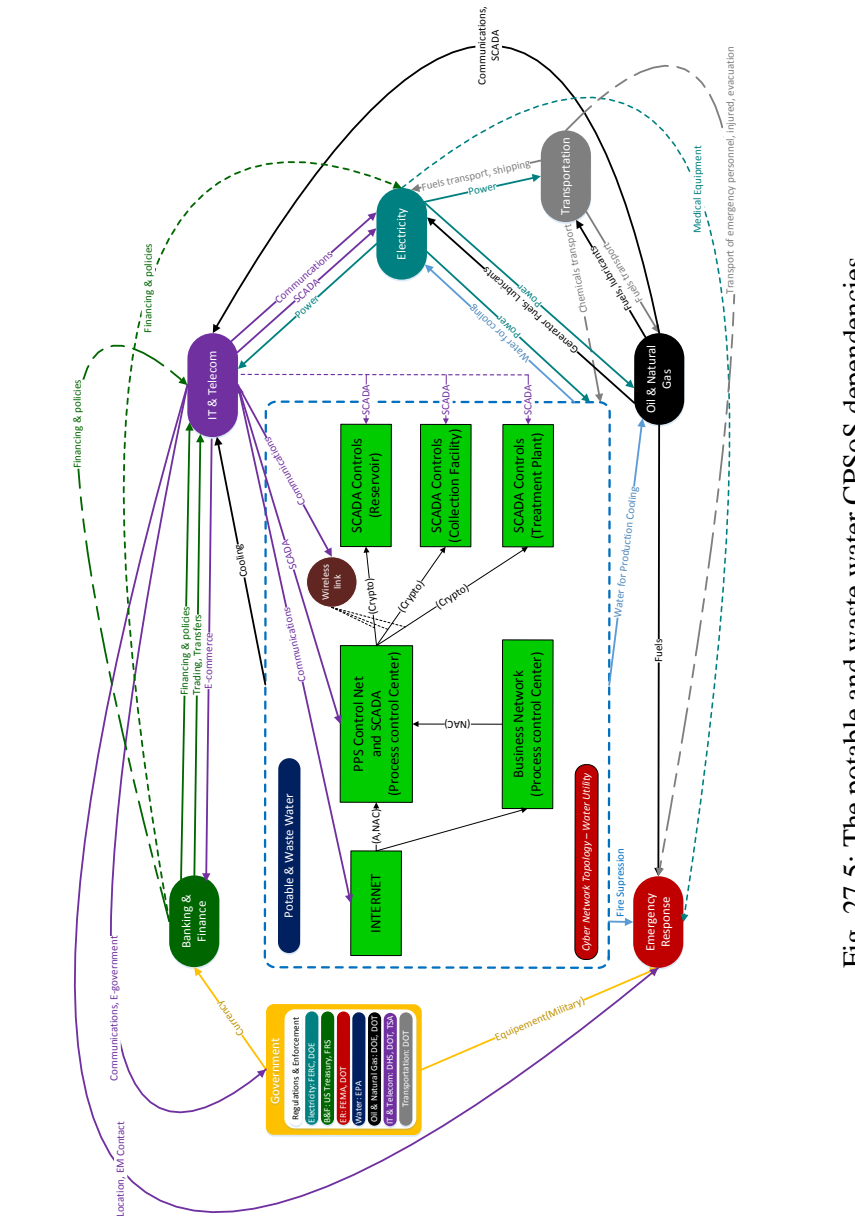 Communications,
SCADA
Transport of emergency personnel, injured, evacuation
Medical Equipment
Transportation
Fuels transport, shipping
Power
Electricity
Financing & policies
Financing & policies
Communcations
SCADA
Power
IT & Telecom
Power
Generator Fuels, Lubricants
Power
Water for cooling
Chemicals transport
Fuels, lubricants
Fuels transport
Oil & Natural
Gas
SCADA
SCADA
SCADA
SCADA Controls
(Reservoir)
SCADA Controls
(Collection Facility)
SCADA Controls
(Treatment Plant)
Communications
SCADA
Communications
Cooling
Wireless
link
(Crypto)
(Crypto)
(Crypto)
Water for Production Cooling
Fuels
Financing & policies
Trading, Transfers
E-commerce
PPS Control Net
and SCADA
(Process control Center)
(NAC)
Business Network
(Process control Center)
(A,NAC)
INTERNET
Potable & Waste Water
Cyber Network Topology – Water Utility
Fire Supression
Banking &
Finance
Emergency
Response
Currency
Equipement(Military)
Communications, E-government
Location, EM Contact
Government
Regulations & Enforcement
Electricity: FERC, DOE
B&F: US Treasury, FRS
ER: FEMA, DOT
Water: EPA
Oil & Natural Gas: DOE, DOT
IT & Telecom: DHS, DOT, TSA
Transportation: DOT
Fig. 27.5: The potable and waste water CPSoS dependencies